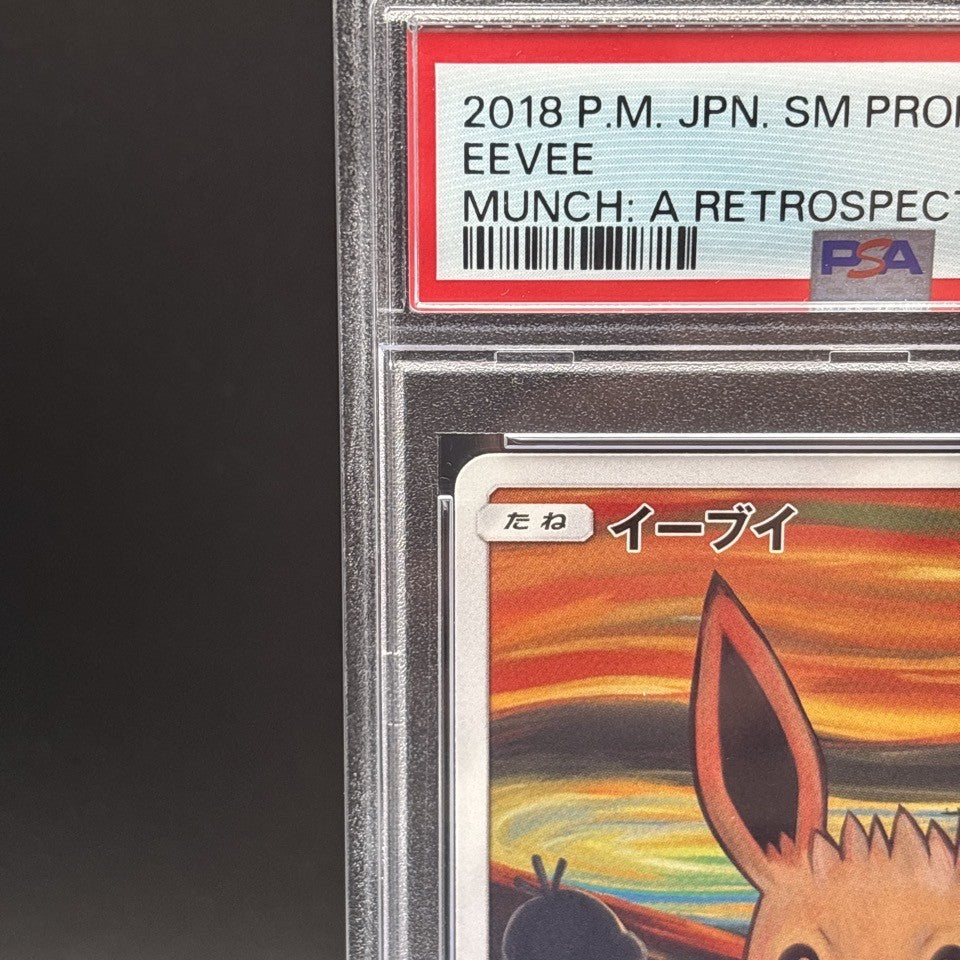 2018 P.M. JPN. SM PRO
EEVEE
MUNCH: A RETROSPECT
PSA
たね イーブイ